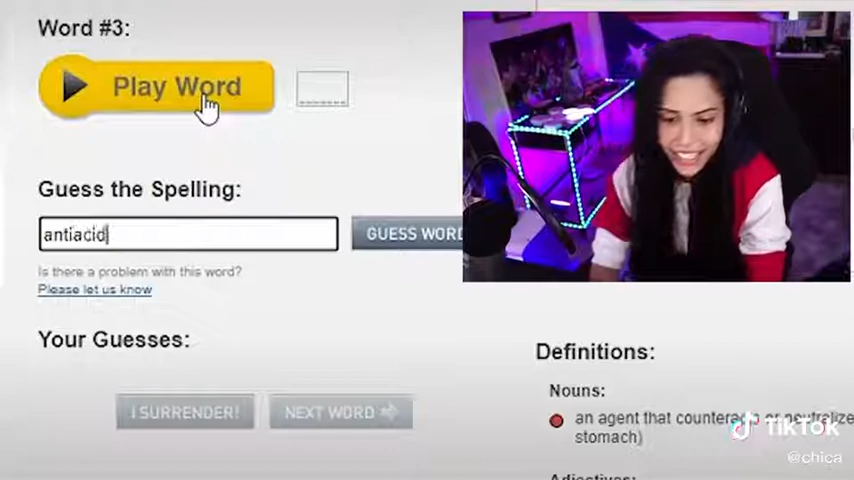 Word #3:
Play Word
Guess the Spelling:
antiacid
GUESS WORD
Is there a problem with this word?
Please let us know
Your Guesses:
Definitions:
Nouns:
an agent that counteracts or neutralize
stomach)
I SURRENDER!
NEXT WORD
TikTok
@chica